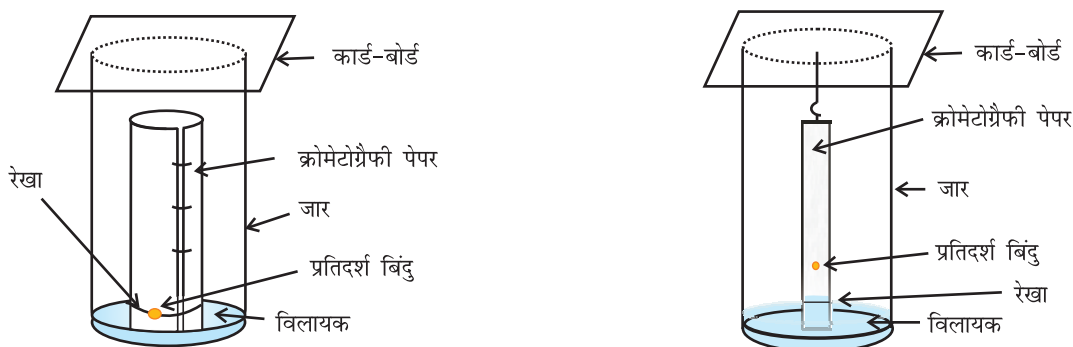 कार्ड-बोर्ड
क्रोमेटोग्रैफी पेपर
रेखा
जार
प्रतिदर्श बिंदु
विलायक
कार्ड-बोर्ड
क्रोमेटोग्रैफी पेपर
जार
प्रतिदर्श बिंदु
रेखा
विलायक